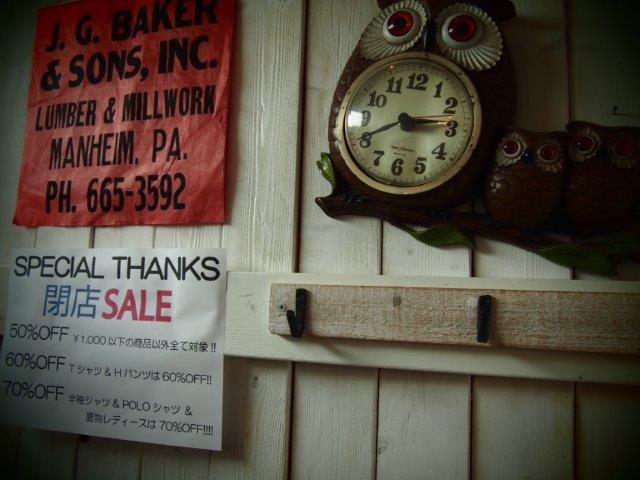 J. G. BAKER
& SONS, INC.
LUMBER & MILLWORK
MANHEIM, PA.
PH. 665-3592
SPECIAL THANKS
閉店SALE
50%OFF ¥1,000以下の商品以外全て対象!!
60%OFF Tシャツ&Hパンツは60%OFF!!
70%OFF 半袖シャツ&POLOシャツ &
夏物レディースは70%OFF!!!!
12
1
2
3
4
5
6
7
8
9
10
11